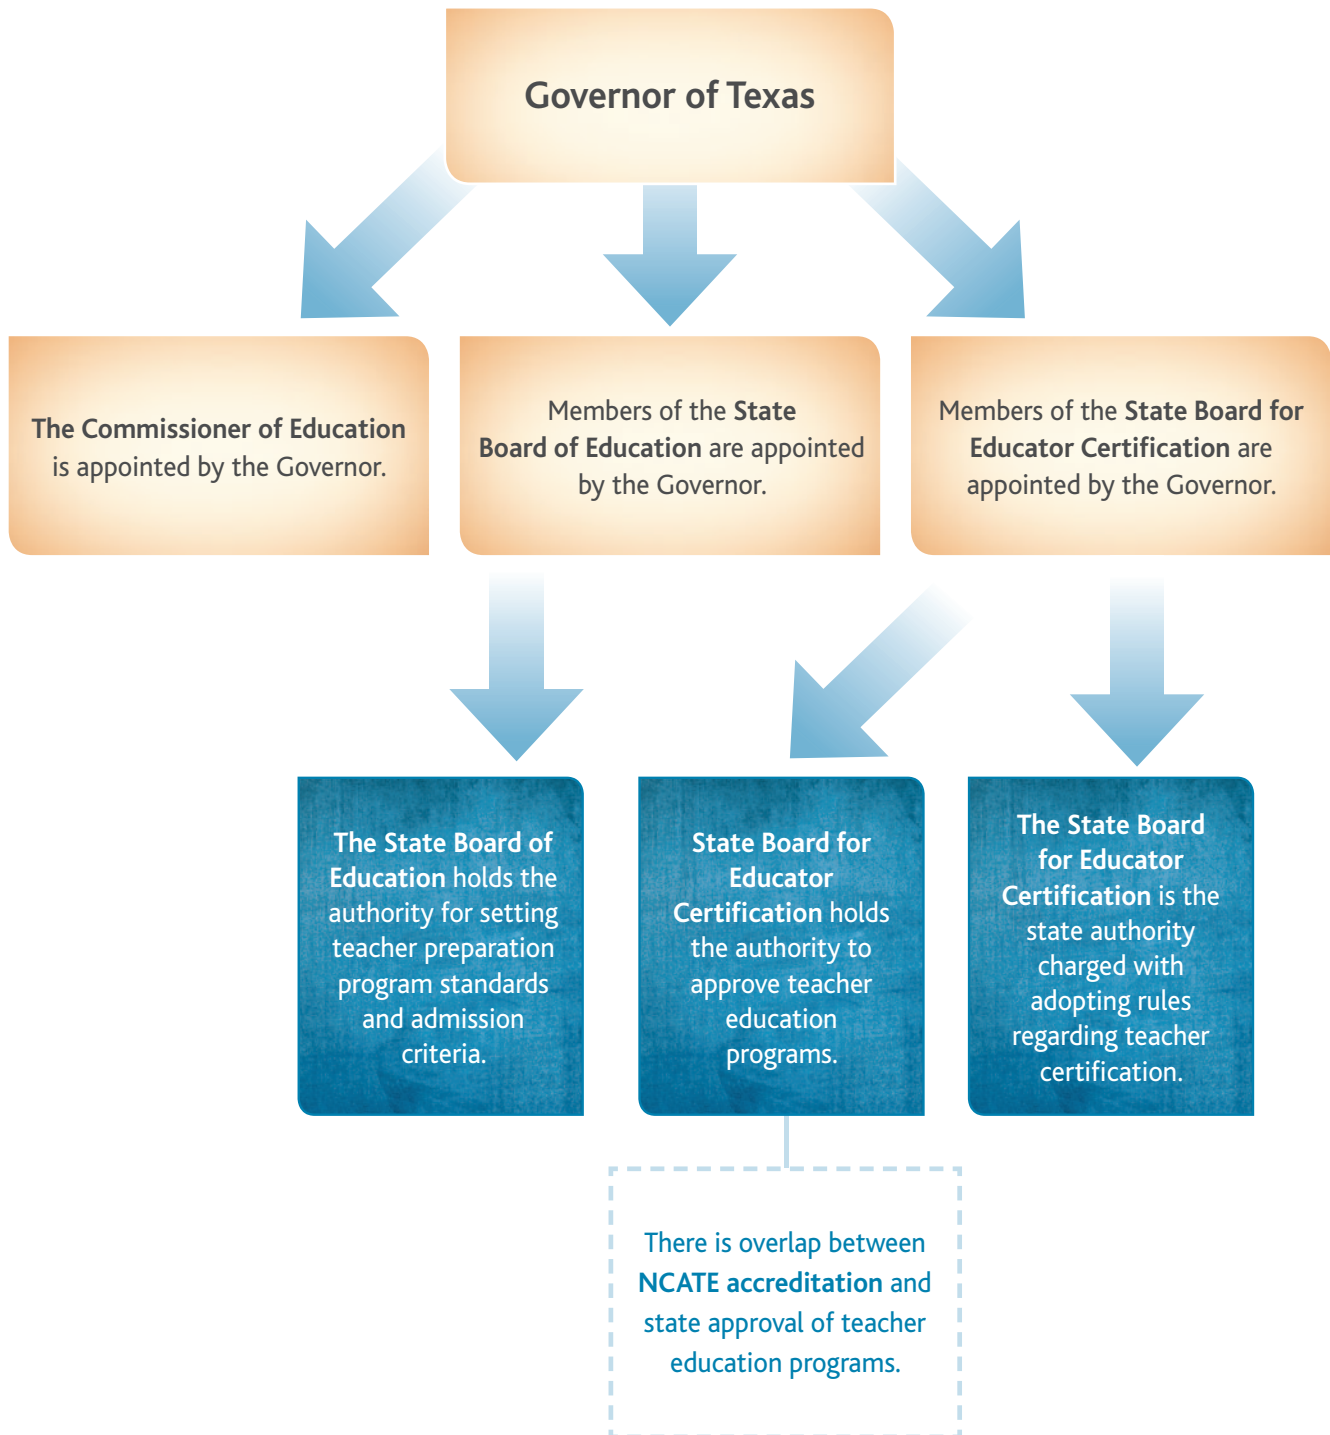 Governor of Texas
The Commissioner of Education
is appointed by the Governor.
Members of the State
Board of Education are appointed
by the Governor.
Members of the State Board for
Educator Certification are
appointed by the Governor.
The State Board of
Education holds the
authority for setting
teacher preparation
program standards
and admission
criteria.
State Board for
Educator
Certification holds
the authority to
approve teacher
education
programs.
The State Board
for Educator
Certification is the
state authority
charged with
adopting rules
regarding teacher
certification.
There is overlap between
NCATE accreditation and
state approval of teacher
education programs.